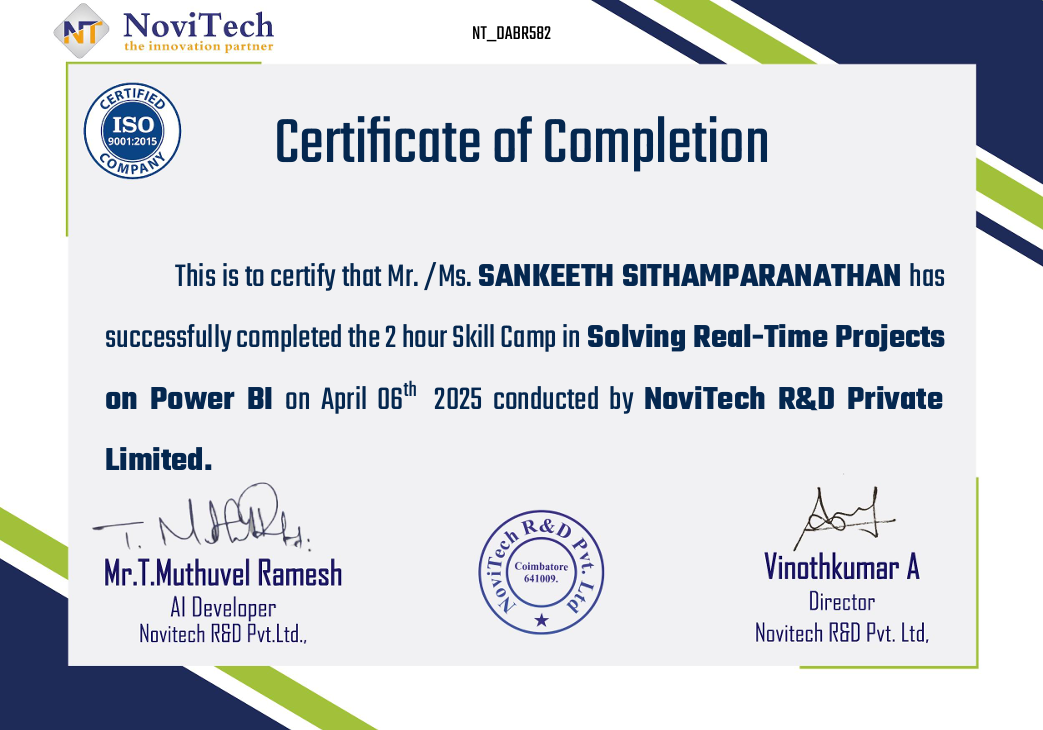 NT NoviTech
the innovation partner
NT_DABR582
CERTIFIED
ISO
9001:2015
COMPANY
Certificate of Completion
This is to certify that Mr. /Ms. SANKEETH SITHAMPARANATHAN has
successfully completed the 2 hour Skill Camp in Solving Real-Time Projects
on Power BI on April 06th 2025 conducted by NoviTech R&D Private
Limited.
Mr.T.Muthuvel Ramesh
AI Developer
Novitech R&D Pvt.Ltd.,
NoviTech R&D Pvt. Ltd
Coimbatore
641009.
Vinothkumar A
Director
Novitech R&D Pvt. Ltd,